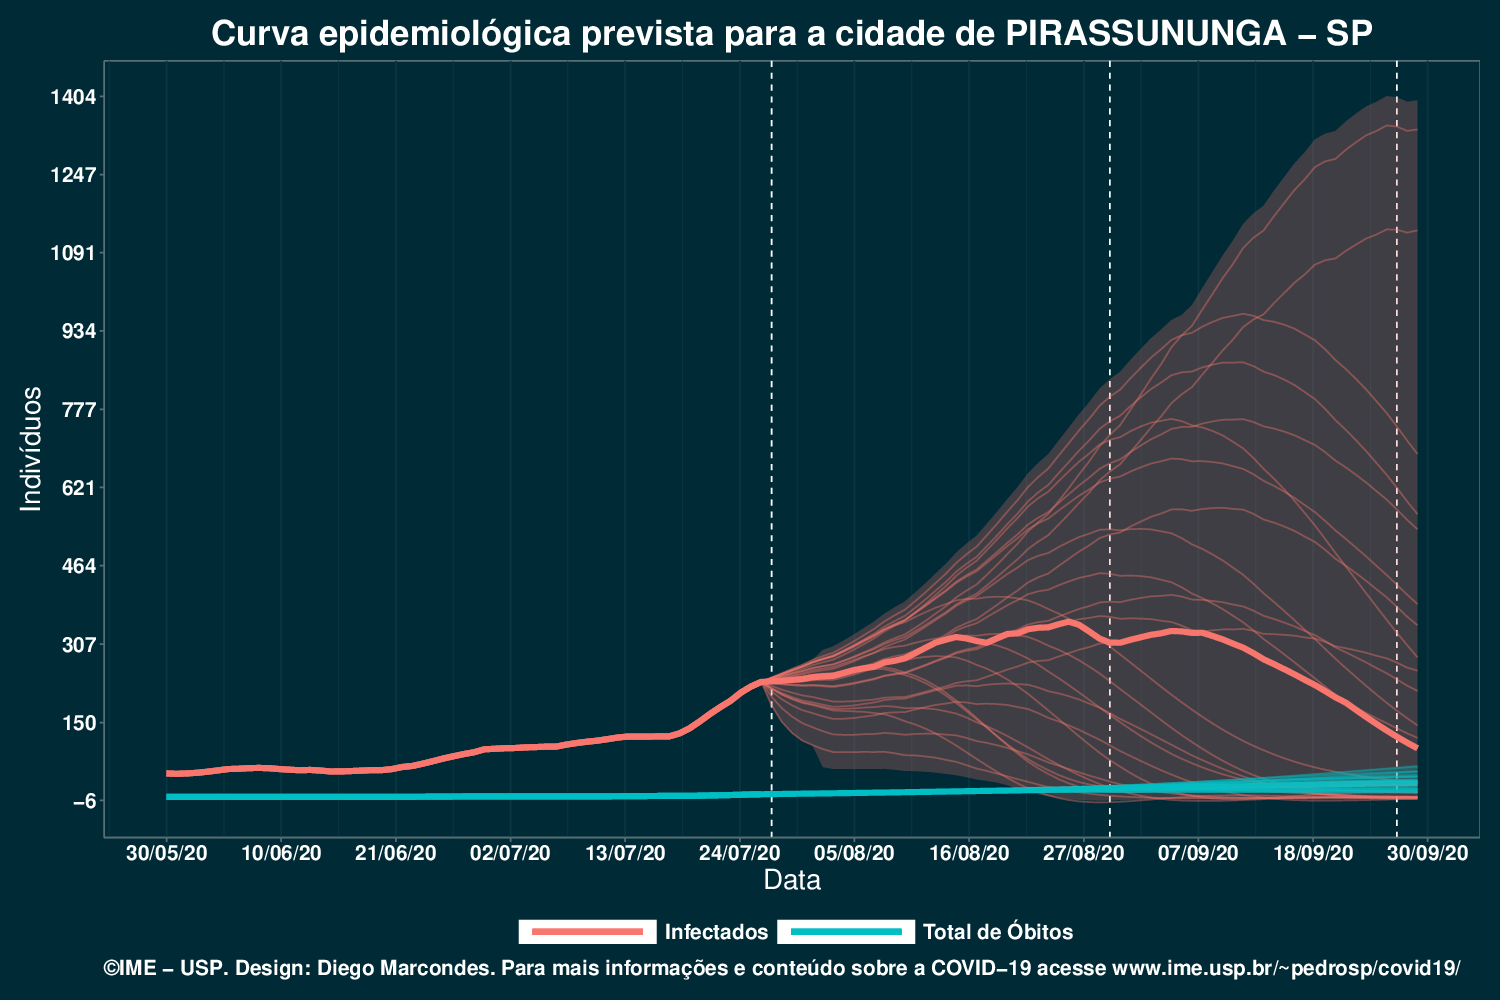 Curva epidemiológica prevista para a cidade de PIRASSUNUNGA – SP
1404
1247
1091
934
777
621
464
307
150
–6
Indivíduos
30/05/20 10/06/20 21/06/20 02/07/20 13/07/20 24/07/20 05/08/20 16/08/20 27/08/20 07/09/20 18/09/20 30/09/20
Data
Infectados Total de Óbitos
©IME – USP. Design: Diego Marcondes. Para mais informações e conteúdo sobre a COVID–19 acesse www.ime.usp.br/~pedrosp/covid19/